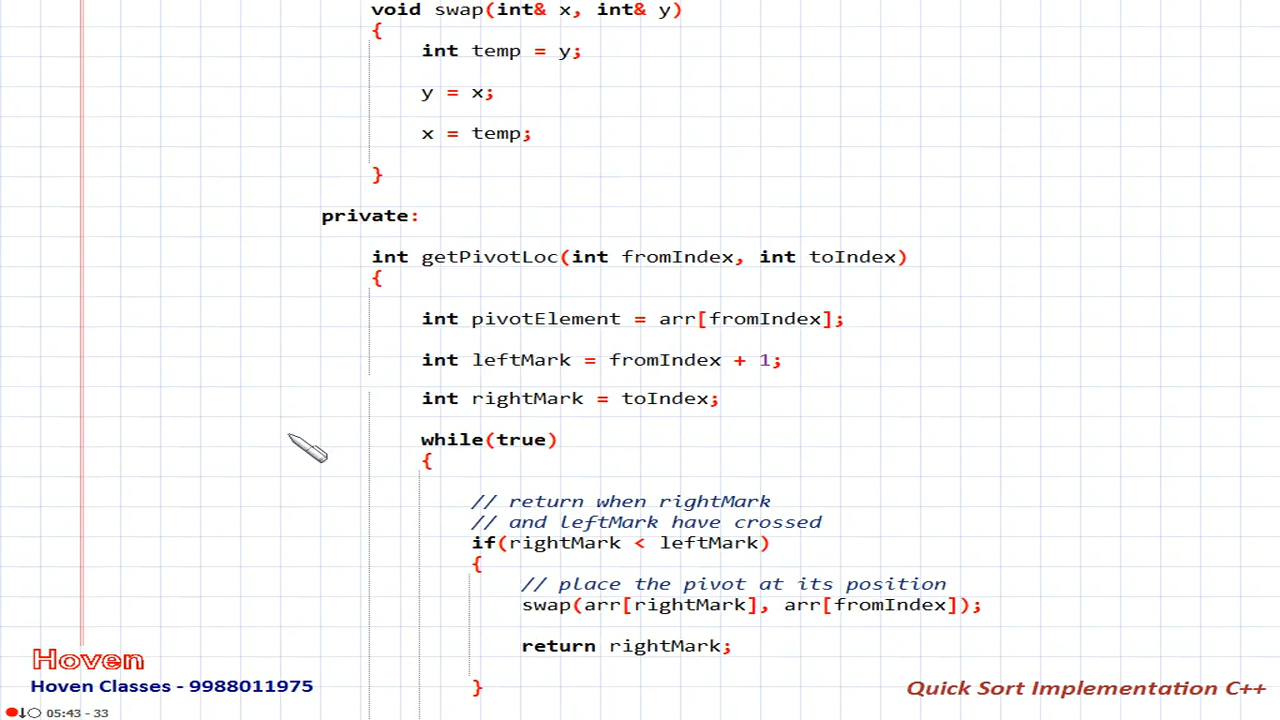 void swap(int& x, int& y)
{
int temp = y;
y = x;
x = temp;
}
private:
int getPivotLoc(int fromIndex, int toIndex)
{
int pivotElement = arr[fromIndex];
int leftMark = fromIndex + 1;
int rightMark = toIndex;
while(true)
{
// return when rightMark
// and leftMark have crossed
if(rightMark < leftMark)
{
// place the pivot at its position
swap(arr[rightMark], arr[fromIndex]);
return rightMark;
}
Hoven
Hoven Classes - 9988011975
Quick Sort Implementation C++
05:43 - 33